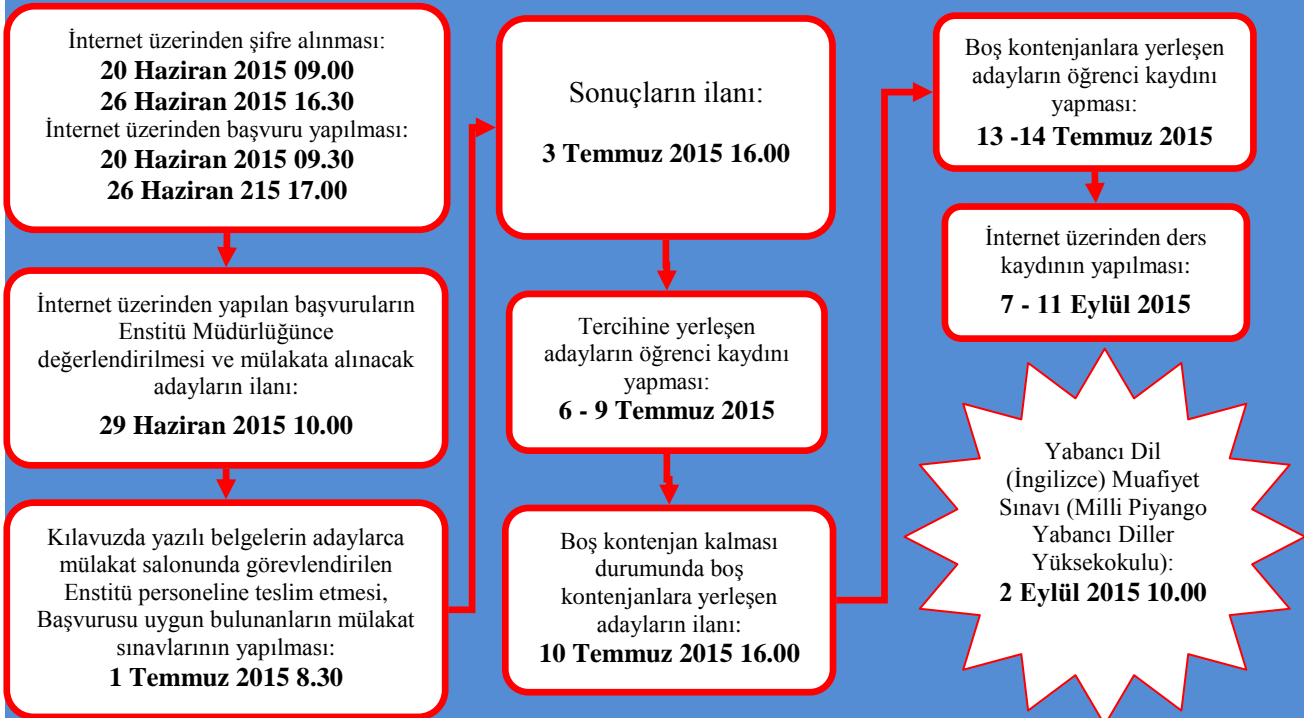 İnternet üzerinden şifre alınması:
20 Haziran 2015 09.00
26 Haziran 2015 16.30
İnternet üzerinden başvuru yapılması:
20 Haziran 2015 09.30
26 Haziran 215 17.00
İnternet üzerinden yapılan başvuruların
Enstitü Müdürlüğünce
değerlendirilmesi ve mülakata alınacak
adayların ilanı:
29 Haziran 2015 10.00
Kılavuzda yazılı belgelerin adaylarca
mülakat salonunda görevlendirilen
Enstitü personeline teslim etmesi,
Başvurusu uygun bulunanların mülakat
sınavlarının yapılması:
1 Temmuz 2015 8.30
Sonuçların ilanı:
3 Temmuz 2015 16.00
Tercihine yerleşen
adayların öğrenci kaydını
yapması:
6 - 9 Temmuz 2015
Boş kontenjan kalması
durumunda boş
kontenjanlara yerleşen
adayların ilanı:
10 Temmuz 2015 16.00
Boş kontenjanlara yerleşen
adayların öğrenci kaydını
yapması:
13 -14 Temmuz 2015
İnternet üzerinden ders
kaydının yapılması:
7 - 11 Eylül 2015
Yabancı Dil
(İngilizce) Muafiyet
Sınavı (Milli Piyango
Yabancı Diller
Yüksekokulu):
2 Eylül 2015 10.00